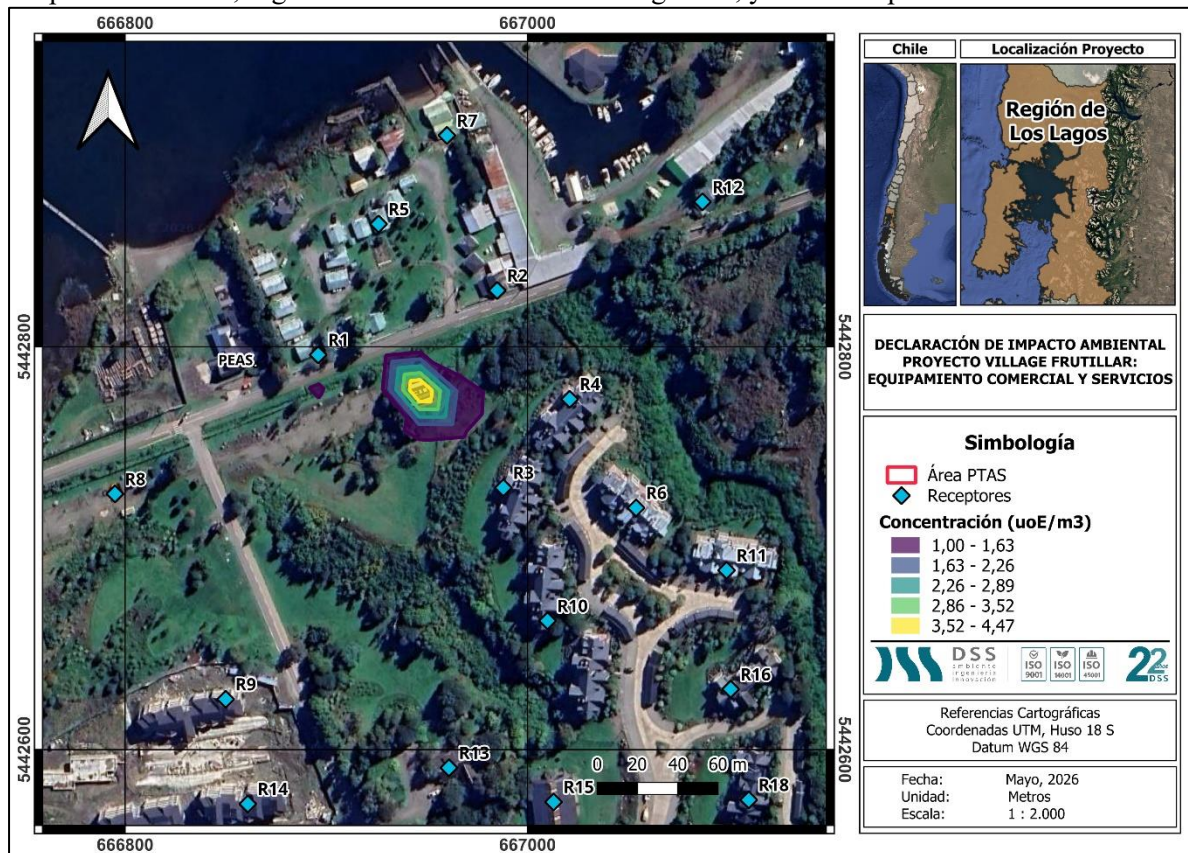 666800
667000
5442800
5442600
R7
R12
R5
R2
R1
PEAS
R4
R3
R8
R6
R11
R10
R9
R16
R13
R14
R15
R18
0 20 40 60 m
666800
667000
5442800
5442600
Chile
Localización Proyecto
Región de
Los Lagos
DECLARACIÓN DE IMPACTO AMBIENTAL
PROYECTO VILLAGE FRUTILLAR:
EQUIPAMIENTO COMERCIAL Y SERVICIOS
Simbología
Área PTAS
Receptores
Concentración (uoE/m3)
1,00 - 1,63
1,63 - 2,26
2,26 - 2,89
2,86 - 3,52
3,52 - 4,47
DSS
ambiente
ingeniería
innovación
ISO
9001
ISO
14001
ISO
45001
22
años
DSS
Referencias Cartográficas
Coordenadas UTM, Huso 18 S
Datum WGS 84
Fecha: Mayo, 2026
Unidad: Metros
Escala: 1 : 2.000